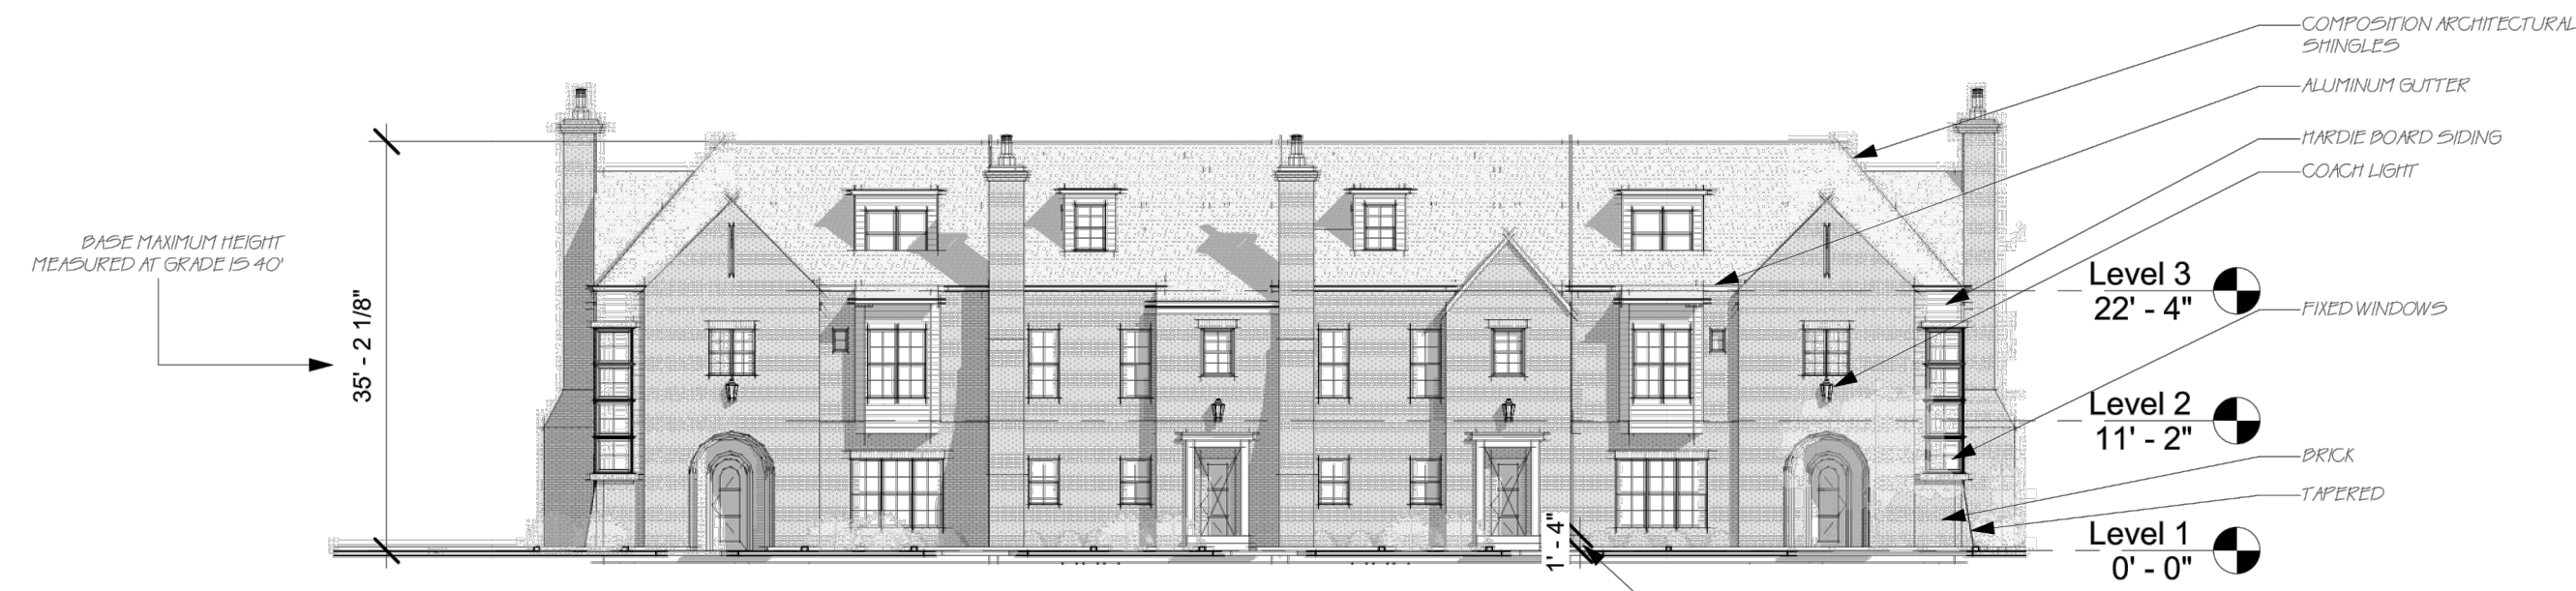 COMPOSITION ARCHITECTURAL
SHINGLES
ALUMINUM GUTTER
HARDIE BOARD SIDING
COACH LIGHT
BASE MAXIMUM HEIGHT
MEASURED AT GRADE IS 40'
35' - 2 1/8"
Level 3
22' - 4"
FIXED WINDOWS
Level 2
11' - 2"
BRICK
TAPERED
1' - 4"
Level 1
0' - 0"